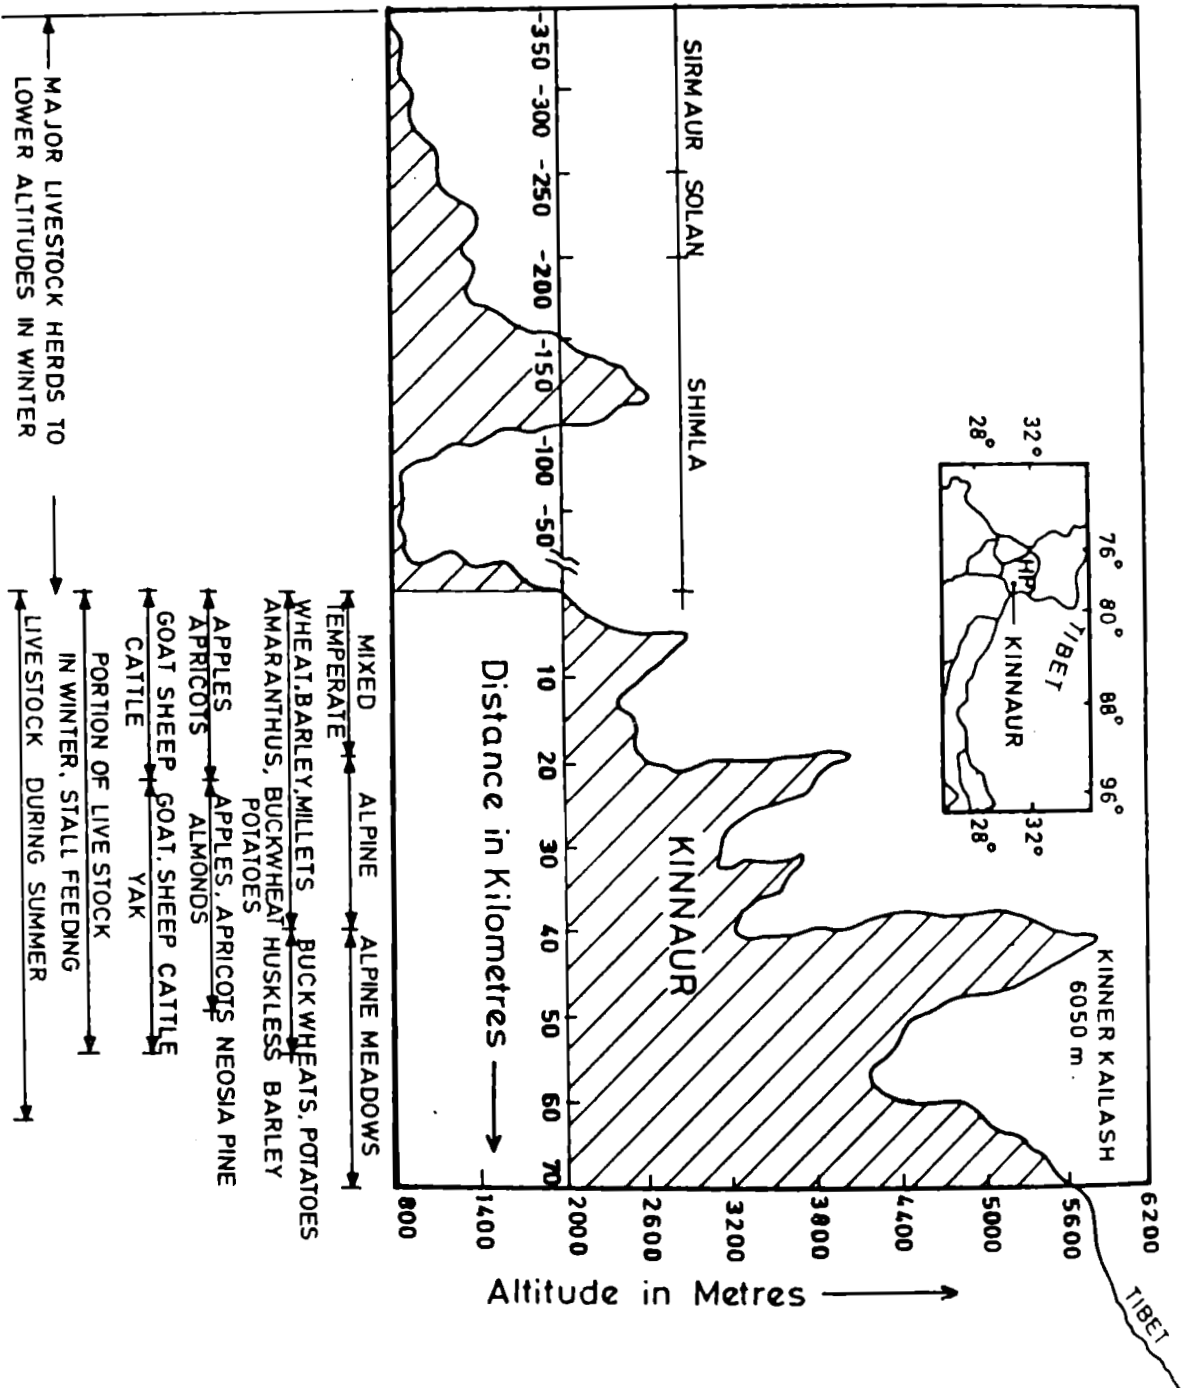 SIRMAUR
SOLAN
SHIMLA
-350
-300
-250
-200
-150
-100
-50
10
20
30
40
50
60
70
Distance in Kilometres
KINNAUR
KINNER KAILASH
6050 m
TIBET
6200
5600
5000
4400
3800
3200
2600
2000
1400
800
Altitude in Metres
76°
80°
88°
96°
32°
28°
32°
28°
HP
TIBET
KINNAUR
MIXED
TEMPERATE
ALPINE
ALPINE MEADOWS
WHEAT, BARLEY, MILLETS
AMARANTHUS, BUCKWHEAT
POTATOES
BUCKWHEATS, POTATOES
HUSKLESS BARLEY
APPLES
APRICOTS
APPLES, APRICOTS NEOSIA PINE
ALMONDS
GOAT SHEEP
CATTLE
GOAT, SHEEP CATTLE
YAK
PORTION OF LIVE STOCK
IN WINTER, STALL FEEDING
LIVESTOCK DURING SUMMER
MAJOR LIVESTOCK HERDS TO
LOWER ALTITUDES IN WINTER